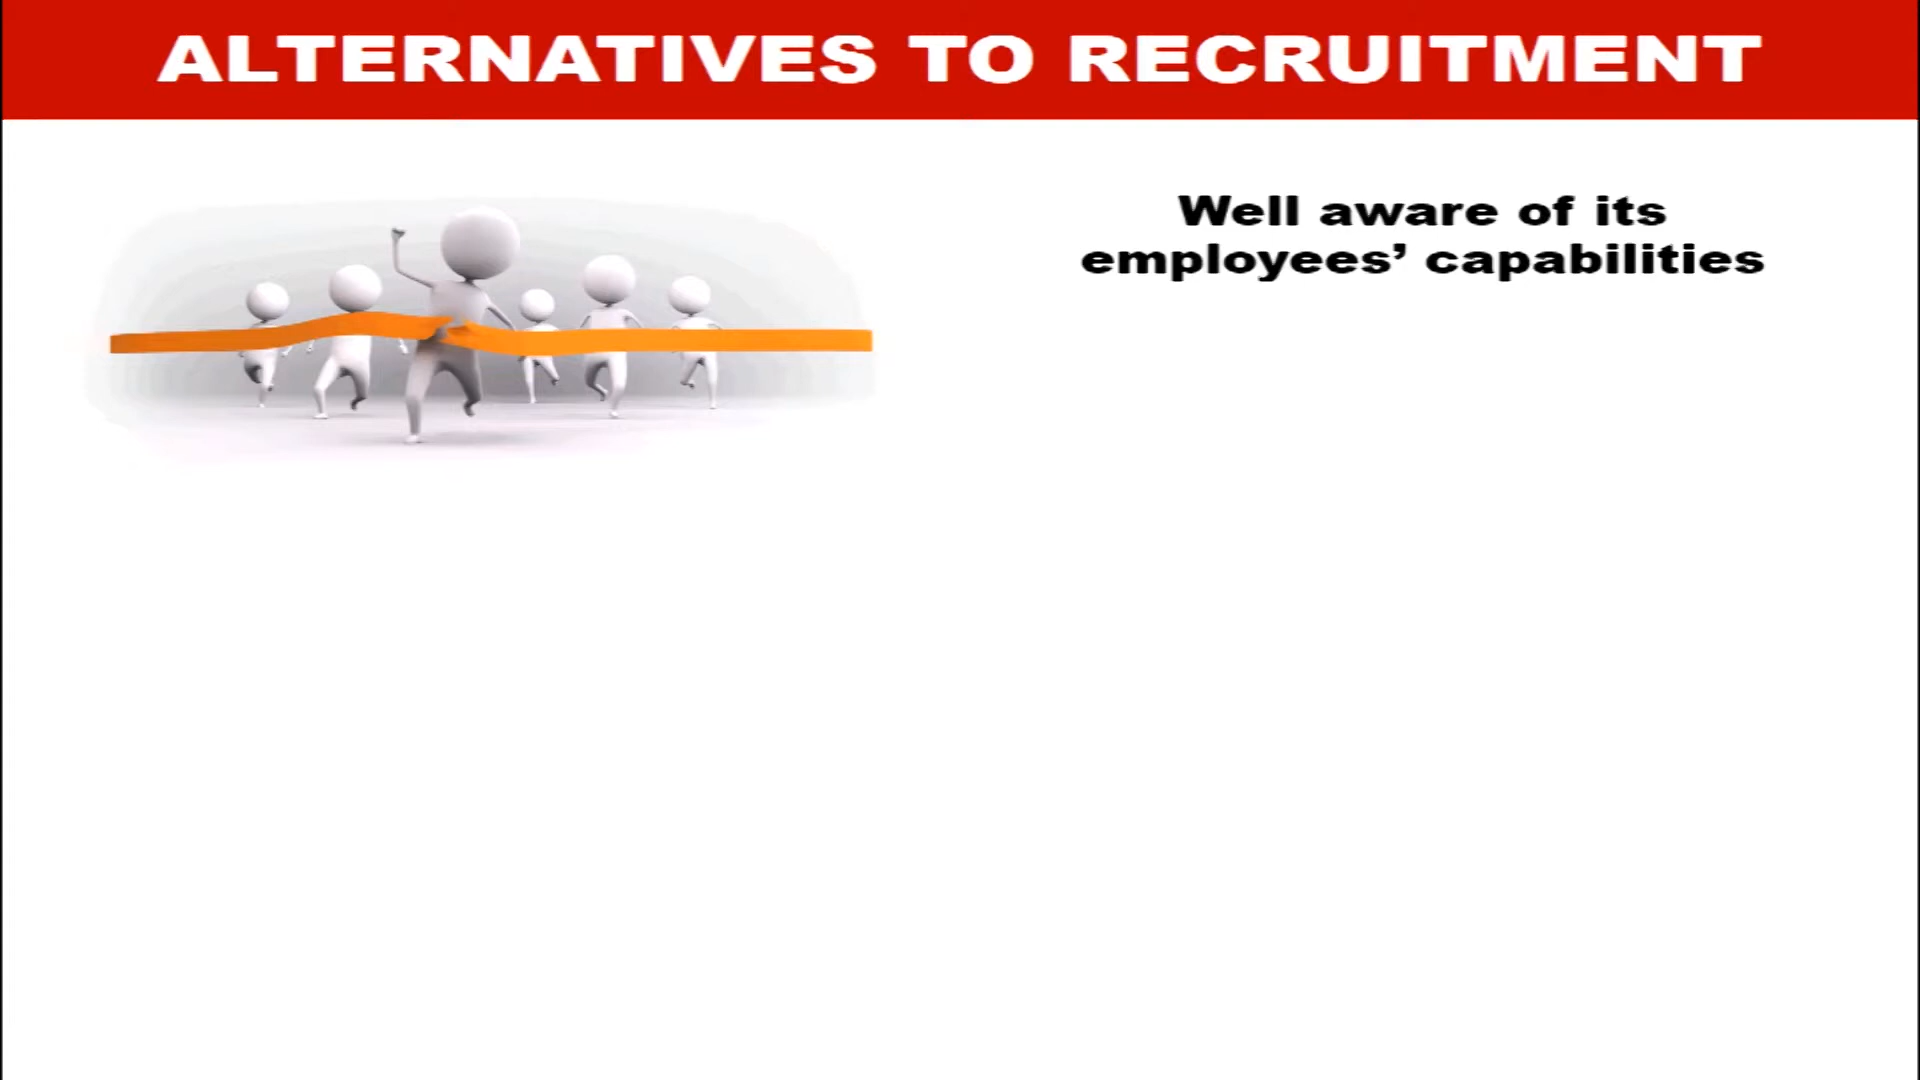 ALTERNATIVES TO RECRUITMENT
Well aware of its
employees’ capabilities